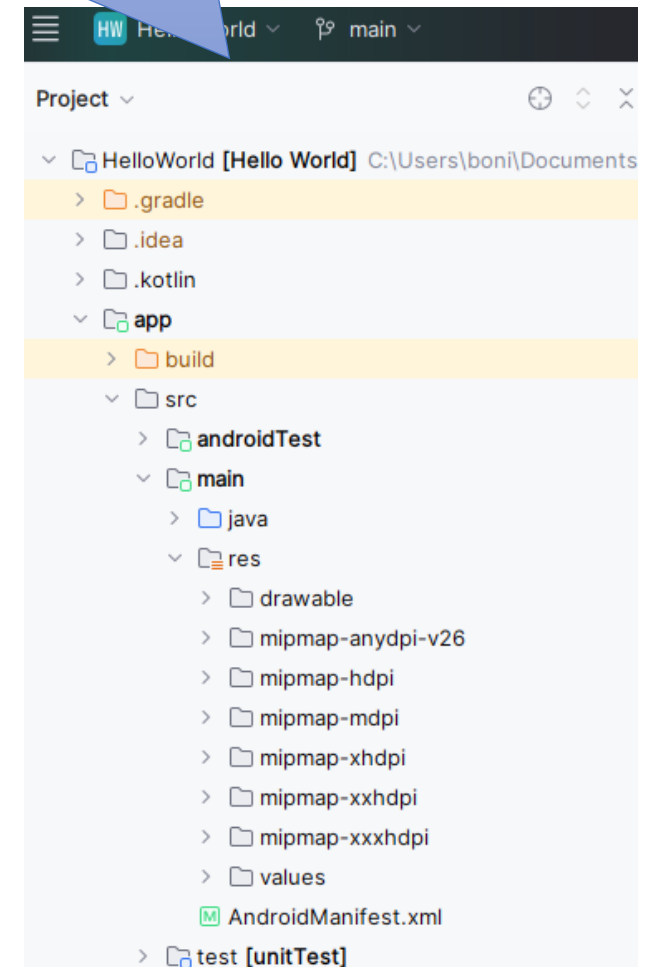 HW He rld main
Project
HelloWorld [Hello World] C:\Users\boni\Documents
.gradle
.idea
.kotlin
app
build
src
androidTest
main
java
res
drawable
mipmap-anydpi-v26
mipmap-hdpi
mipmap-mdpi
mipmap-xhdpi
mipmap-xxhdpi
mipmap-xxxhdpi
values
M AndroidManifest.xml
test [unitTest]